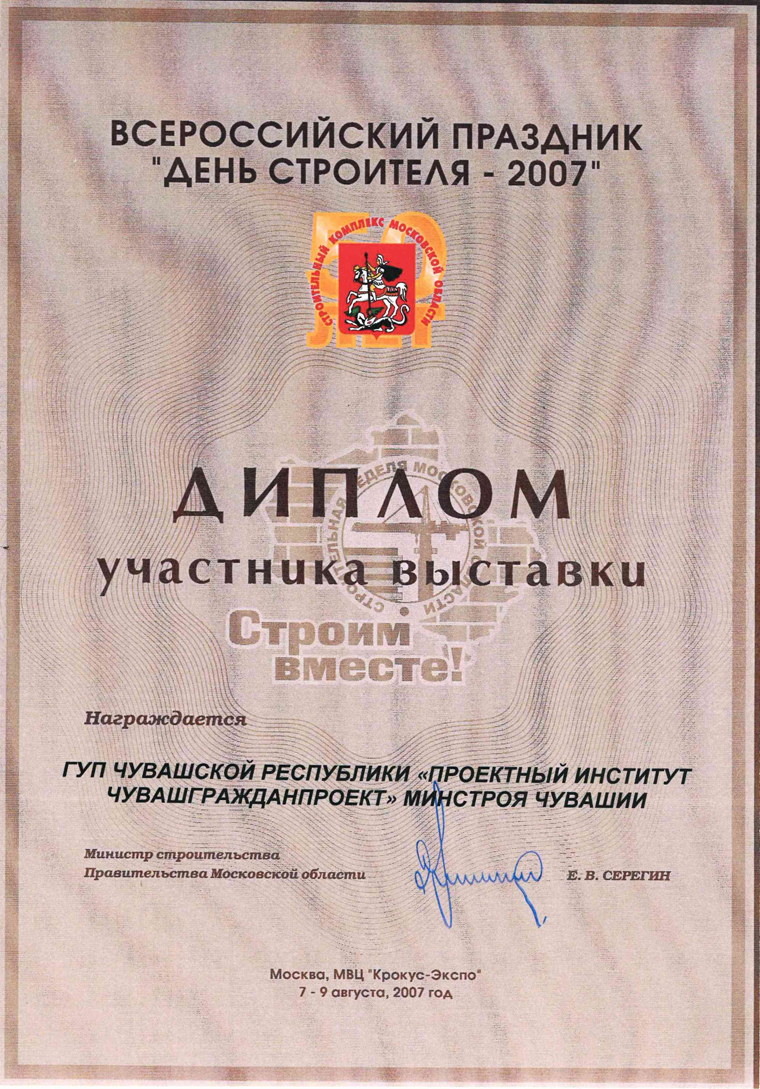 ВСЕРОССИЙСКИЙ ПРАЗДНИК
"ДЕНЬ СТРОИТЕЛЯ - 2007"
50
ЛЕТ
СТРОИТЕЛЬНЫЙ КОМПЛЕКС МОСКОВСКОЙ ОБЛАСТИ
ДИПЛОМ
СТРОИТЕЛЬНАЯ НЕДЕЛЯ МОСКОВСКОЙ ОБЛАСТИ
участника выставки
Строим
вместе!
Награждается
ГУП ЧУВАШСКОЙ РЕСПУБЛИКИ «ПРОЕКТНЫЙ ИНСТИТУТ
ЧУВАШГРАЖДАНПРОЕКТ» МИНСТРОЯ ЧУВАШИИ
Министр строительства
Правительства Московской области
Е. В. СЕРЕГИН
Москва, МВЦ "Крокус-Экспо"
7 - 9 августа, 2007 год